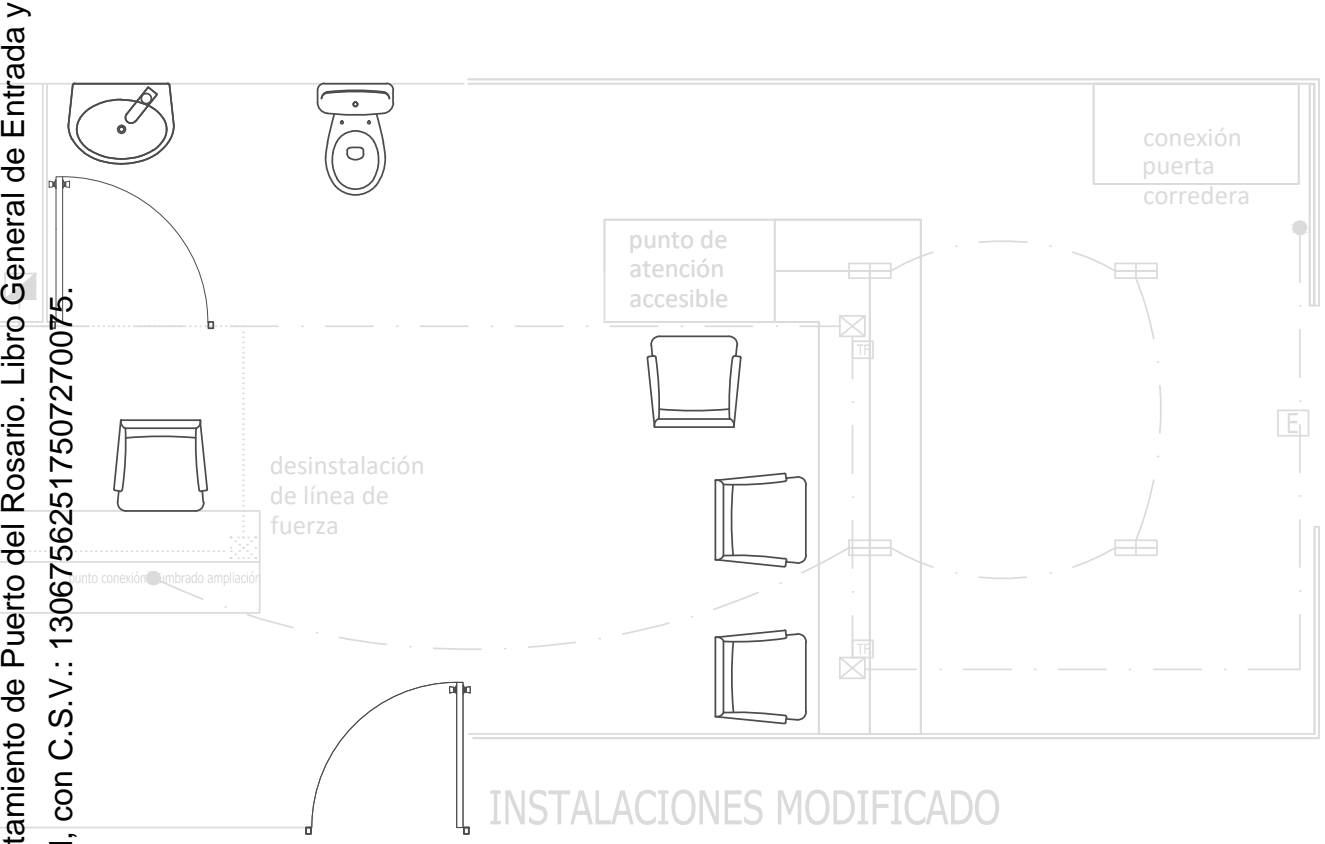 tamiento de Puerto del Rosario. Libro General de Entrada y
l, con C.S.V.: 13067562517507270075.
conexión
puerta
corredera
punto de
atención
accesible
TF
E
desinstalación
de línea de
fuerza
punto conexión umbrado ampliación
TF
INSTALACIONES MODIFICADO